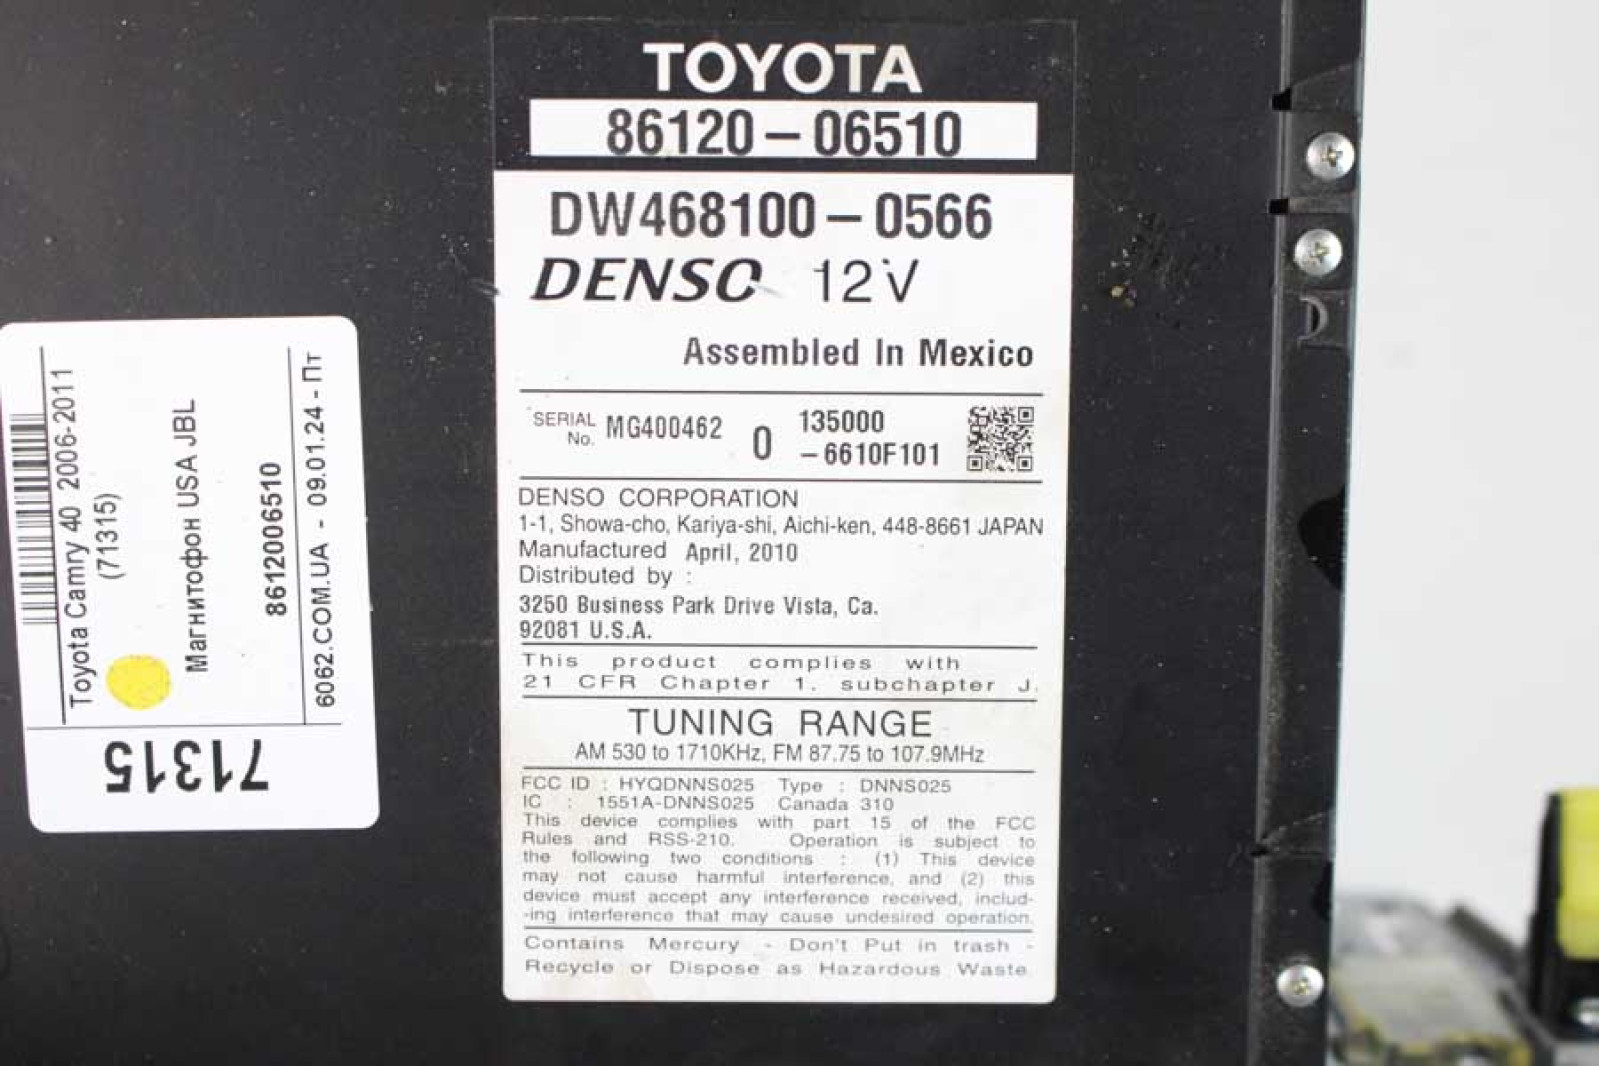 TOYOTA
86120-06510
DW468100-0566
DENSO 12V
Assembled In Mexico
SERIAL No. MG400462 0 135000
-6610F101
DENSO CORPORATION
1-1, Showa-cho, Kariya-shi, Aichi-ken, 448-8661 JAPAN
Manufactured April, 2010
Distributed by :
3250 Business Park Drive Vista, Ca.
92081 U.S.A.
This product complies with
21 CFR Chapter 1. subchapter J.
TUNING RANGE
AM 530 to 1710KHz, FM 87.75 to 107.9MHz
FCC ID : HYQDNNS025 Type : DNNS025
IC : 1551A-DNNS025 Canada 310
This device complies with part 15 of the FCC
Rules and RSS-210. Operation is subject to
the following two conditions : (1) This device
may not cause harmful interference, and (2) this
device must accept any interference received, includ-
-ing interference that may cause undesired operation.
Contains Mercury - Don't Put in trash -
Recycle or Dispose as Hazardous Waste.
Toyota Camry 40 2006-2011
(71315)
Магнитофон USA JBL
8612006510
6062.COM.UA - 09.01.24 - Пт
71315
D